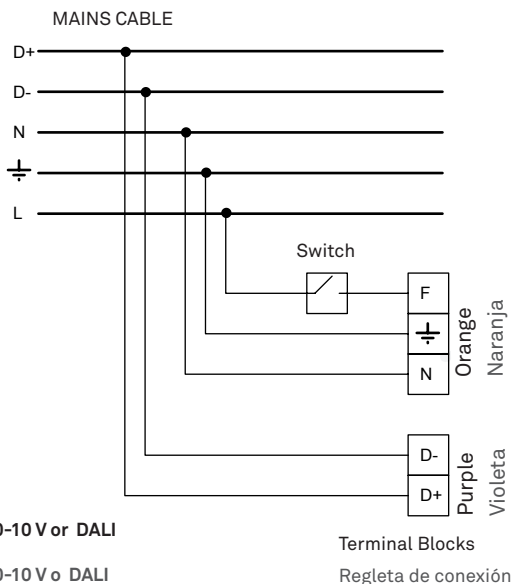 MAINS CABLE
D+
D-
N
L
Switch
F
N
Orange
Naranja
D-
D+
Purple
Violeta
0-10 V or DALI
0-10 V o DALI
Terminal Blocks
Regleta de conexión